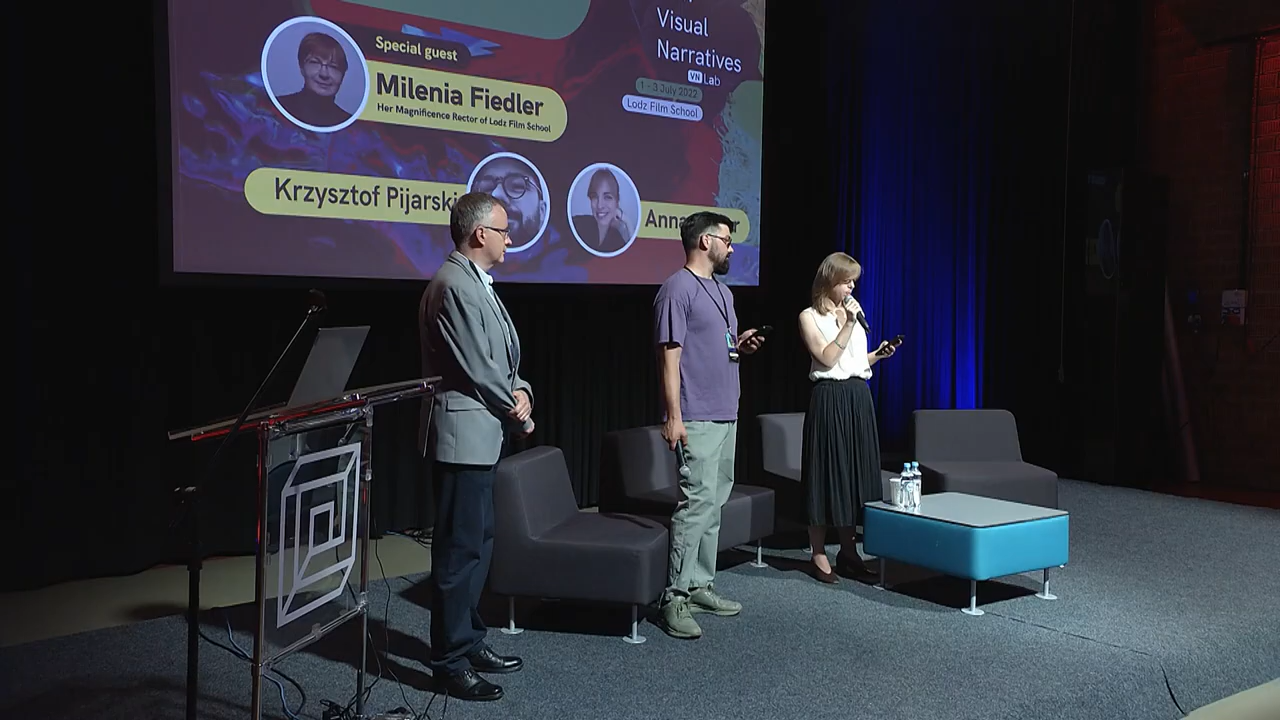 Visual
Narratives
VN Lab
1 - 3 July 2022
Lodz Film School
Special guest
Milenia Fiedler
Her Magnificence Rector of Lodz Film School
Krzysztof Pijarski
Anna